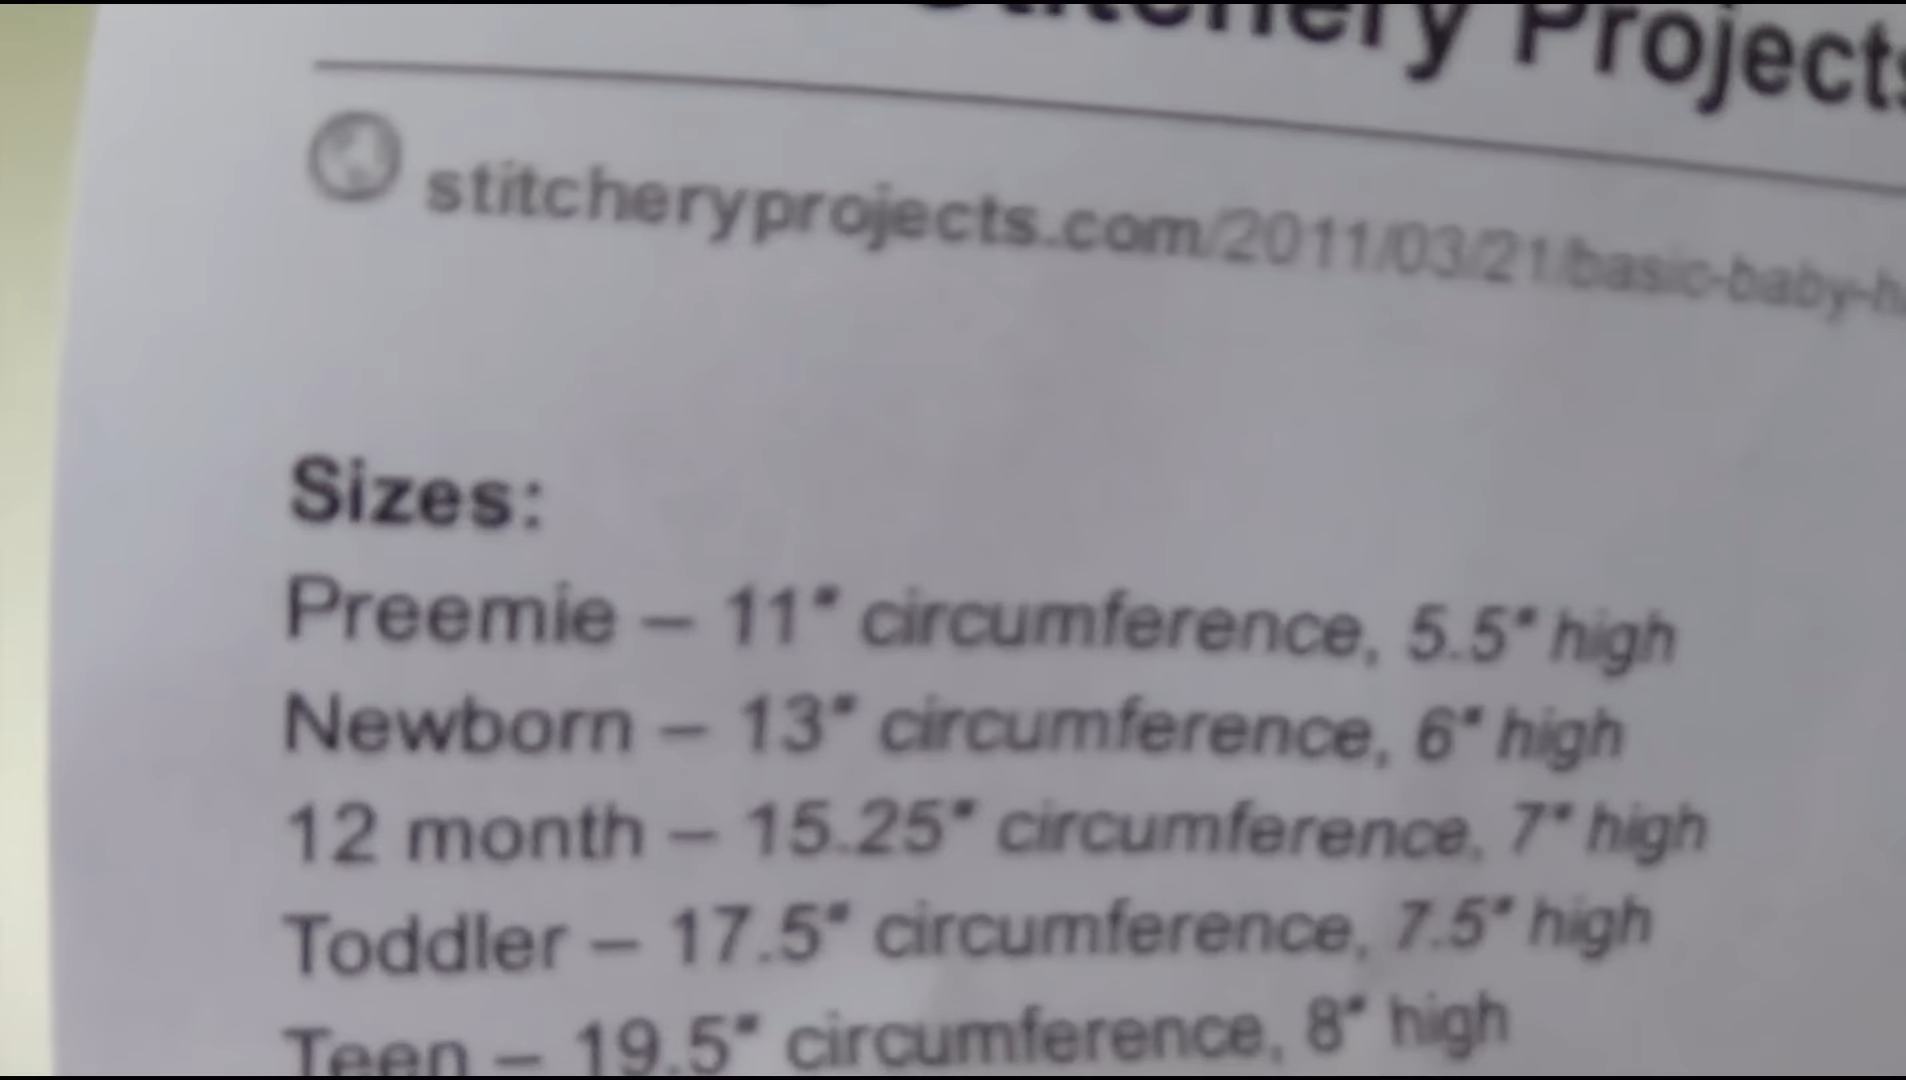 Stitchery Projects
stitcheryprojects.com/2011/03/21/basic-baby-h
Sizes:
Preemie – 11" circumference, 5.5" high
Newborn – 13" circumference, 6" high
12 month – 15.25" circumference, 7" high
Toddler – 17.5" circumference, 7.5" high
Teen – 19.5" circumference, 8" high